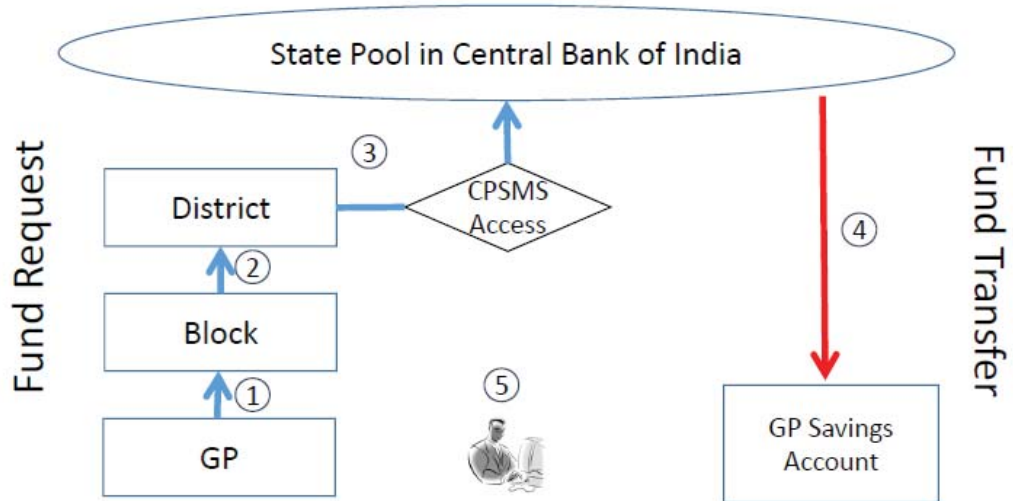 State Pool in Central Bank of India
Fund Request
③
District
CPSMS
Access
②
④
Block
①
⑤
GP
GP Savings
Account
Fund Transfer